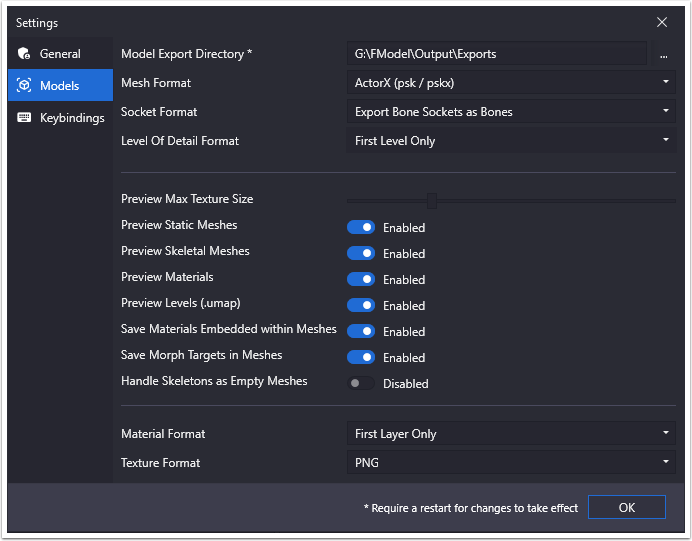 Settings
General
Models
Keybindings
Model Export Directory * G:\FModel\Output\Exports ...
Mesh Format ActorX (psk / pskx)
Socket Format Export Bone Sockets as Bones
Level Of Detail Format First Level Only
Preview Max Texture Size
Preview Static Meshes Enabled
Preview Skeletal Meshes Enabled
Preview Materials Enabled
Preview Levels (.umap) Enabled
Save Materials Embedded within Meshes Enabled
Save Morph Targets in Meshes Enabled
Handle Skeletons as Empty Meshes Disabled
Material Format First Layer Only
Texture Format PNG
* Require a restart for changes to take effect OK